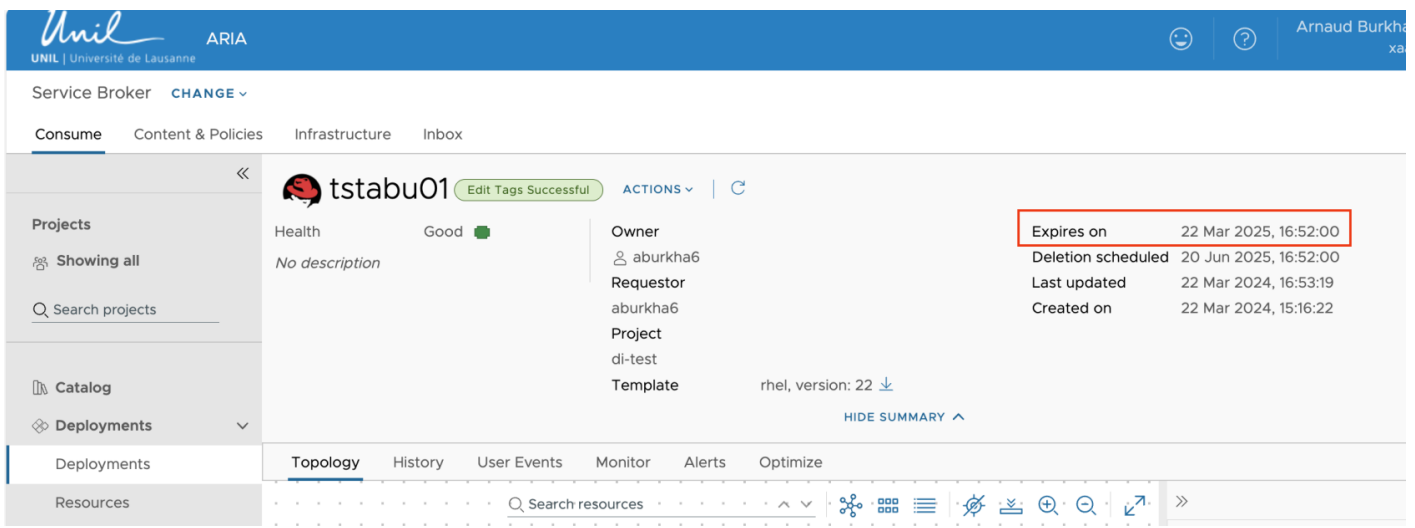 Unil
UNIL | Université de Lausanne
ARIA
Arnaud Burkha
xaa
Service Broker CHANGE
Consume Content & Policies Infrastructure Inbox
tstabu01 Edit Tags Successful ACTIONS
Projects
Showing all
Search projects
Catalog
Deployments
Deployments
Resources
Health Good
No description
Owner
aburkha6
Requestor
aburkha6
Project
di-test
Template rhel, version: 22
Expires on 22 Mar 2025, 16:52:00
Deletion scheduled 20 Jun 2025, 16:52:00
Last updated 22 Mar 2024, 16:53:19
Created on 22 Mar 2024, 15:16:22
HIDE SUMMARY
Topology History User Events Monitor Alerts Optimize
Search resources